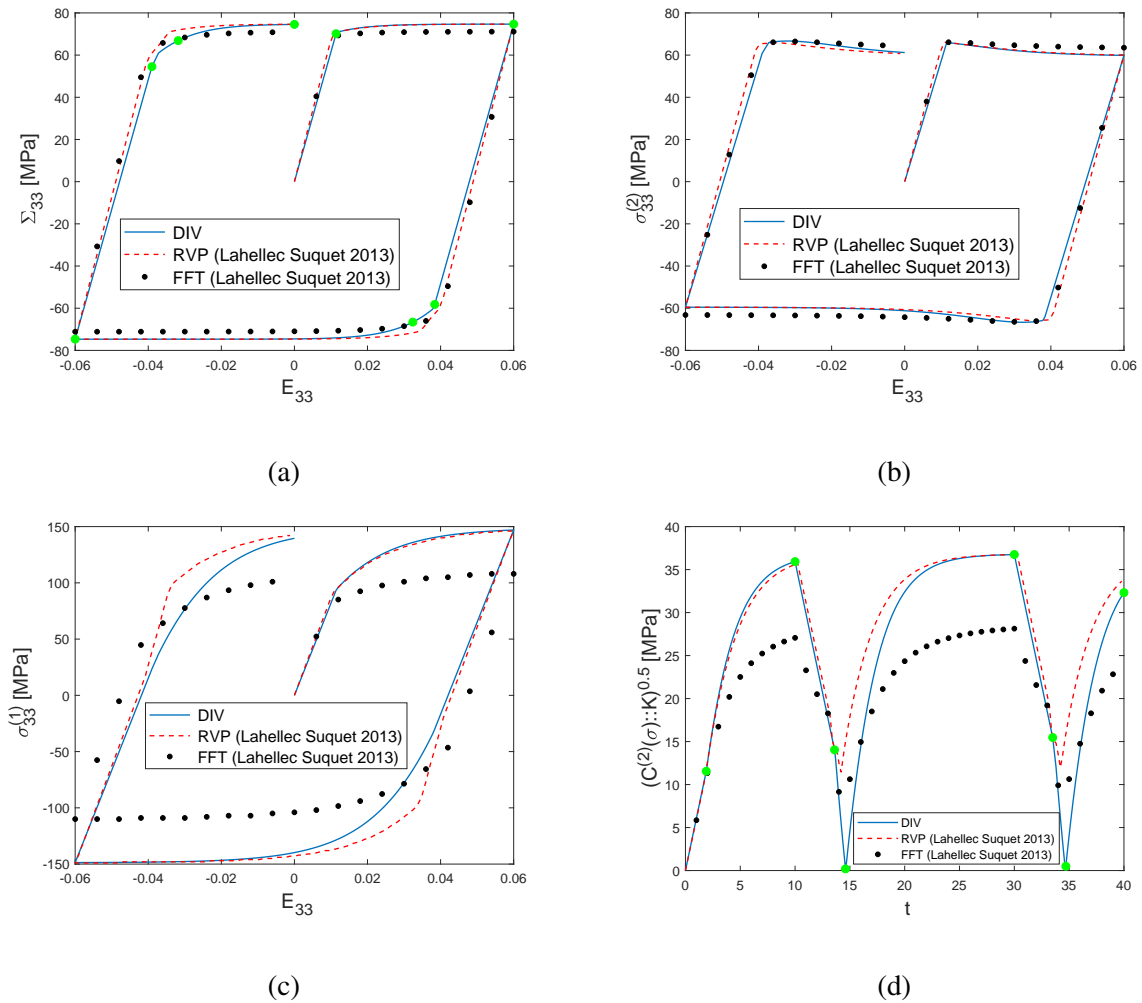 80
60
40
20
0
-20
-40
-60
-80
Σ33 [MPa]
DIV
RVP (Lahellec Suquet 2013)
FFT (Lahellec Suquet 2013)
-0.06 -0.04 -0.02 0 0.02 0.04 0.06
E33
(a)
80
60
40
20
0
-20
-40
-60
-80
σ33(2) [MPa]
DIV
RVP (Lahellec Suquet 2013)
FFT (Lahellec Suquet 2013)
-0.06 -0.04 -0.02 0 0.02 0.04 0.06
E33
(b)
150
100
50
0
-50
-100
-150
σ33(1) [MPa]
DIV
RVP (Lahellec Suquet 2013)
FFT (Lahellec Suquet 2013)
-0.06 -0.04 -0.02 0 0.02 0.04 0.06
E33
(c)
40
35
30
25
20
15
10
5
0
(C(2)(σ)::K)0.5 [MPa]
DIV
RVP (Lahellec Suquet 2013)
FFT (Lahellec Suquet 2013)
0 5 10 15 20 25 30 35 40
t
(d)